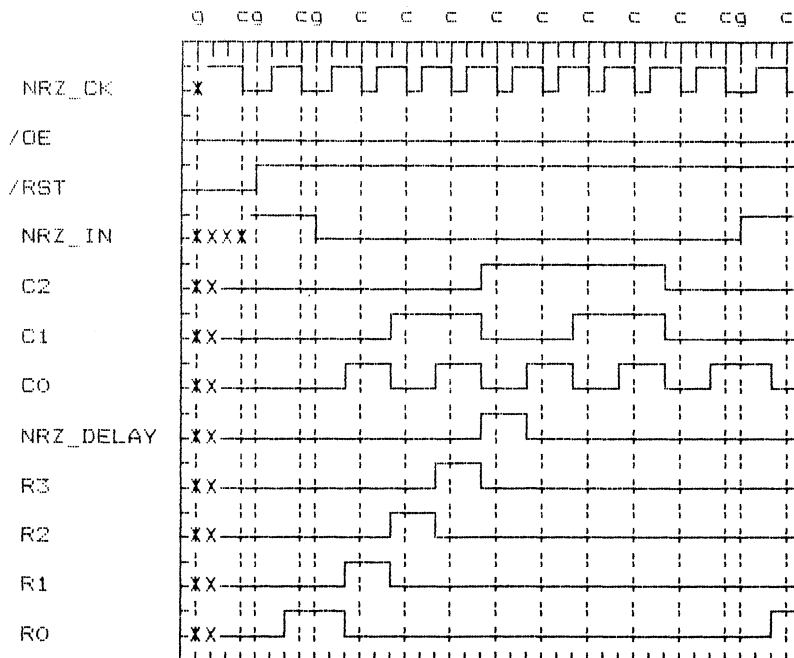 g cg cg c c c c c c cg c
NRZ_CK
/OE
/RST
NRZ_IN
C2
C1
C0
NRZ_DELAY
R3
R2
R1
R0